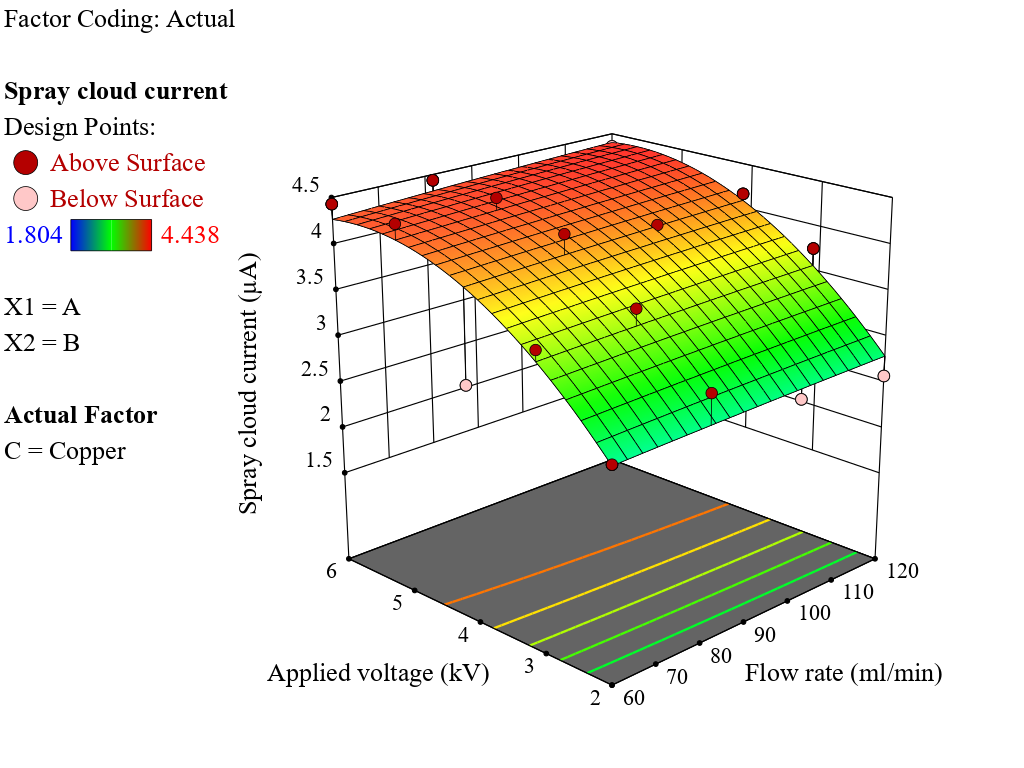 Factor Coding: Actual
Spray cloud current
Design Points:
Above Surface
Below Surface
1.804 4.438
X1 = A
X2 = B
Actual Factor
C = Copper
4.5
4
3.5
3
2.5
2
1.5
Spray cloud current (µA)
6
5
4
3
2
Applied voltage (kV)
60
70
80
90
100
110
120
Flow rate (ml/min)